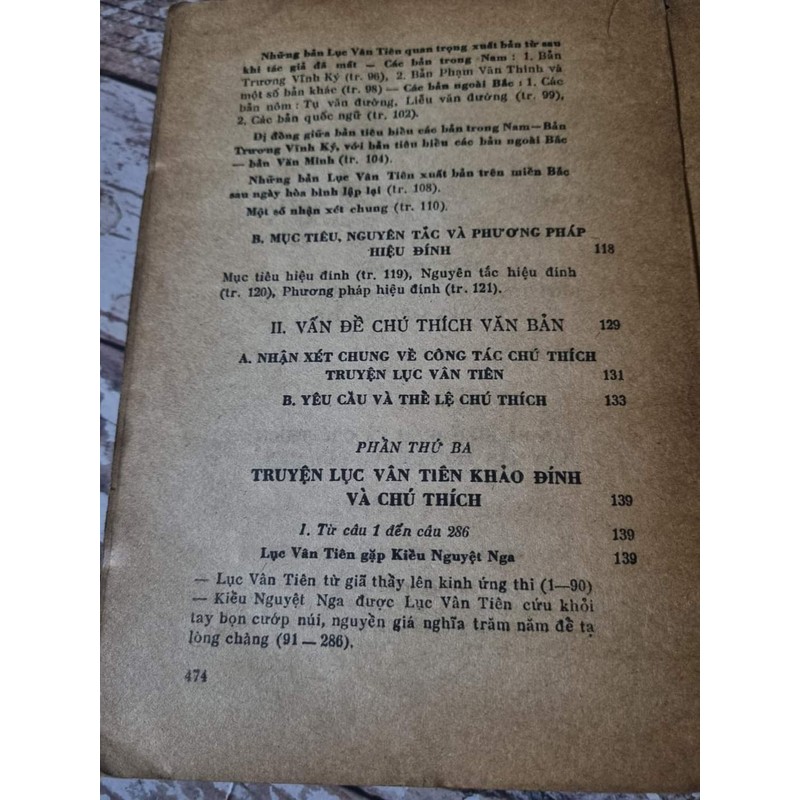 Những bản Lục Vân Tiên quan trọng xuất bản từ sau
khi tác giả đã mất — Các bản trong Nam : 1. Bản
Trương Vĩnh Ký (tr. 96), 2. Bản Phạm Văn Thình và
một số bản khác (tr. 98) — Các bản ngoài Bắc : 1. Các
bản nôm : Tụ văn đường, Liễu văn đường (tr. 99),
2. Các bản quốc ngữ (tr. 102).
Dị đồng giữa bản tiêu biểu các bản trong Nam — Bản
Trương Vĩnh Ký, với bản tiêu biểu các bản ngoài Bắc
— bản Văn Minh (tr. 104).
Những bản Lục Vân Tiên xuất bản trên miền Bắc
sau ngày hòa bình lập lại (tr. 108).
Một số nhận xét chung (tr. 110).
B. MỤC TIÊU, NGUYÊN TẮC VÀ PHƯƠNG PHÁP
HIỆU ĐÍNH 118
Mục tiêu hiệu đính (tr. 119), Nguyên tắc hiệu đính
(tr. 120), Phương pháp hiệu đính (tr. 121).
II. VẤN ĐỀ CHÚ THÍCH VĂN BẢN 129
A. NHẬN XÉT CHUNG VỀ CÔNG TÁC CHÚ THÍCH
TRUYỆN LỤC VÂN TIÊN 131
B. YÊU CẦU VÀ THỂ LỆ CHÚ THÍCH 133
PHẦN THỨ BA
TRUYỆN LỤC VÂN TIÊN KHẢO ĐÍNH
VÀ CHÚ THÍCH 139
I. Từ câu 1 đến câu 286 139
Lục Vân Tiên gặp Kiều Nguyệt Nga 139
— Lục Vân Tiên từ giã thầy lên kinh ứng thi (1—90)
— Kiều Nguyệt Nga được Lục Vân Tiên cứu khỏi
tay bọn cướp núi, nguyền giá nghĩa trăm năm để tạ
lòng chàng (91 — 286).
474